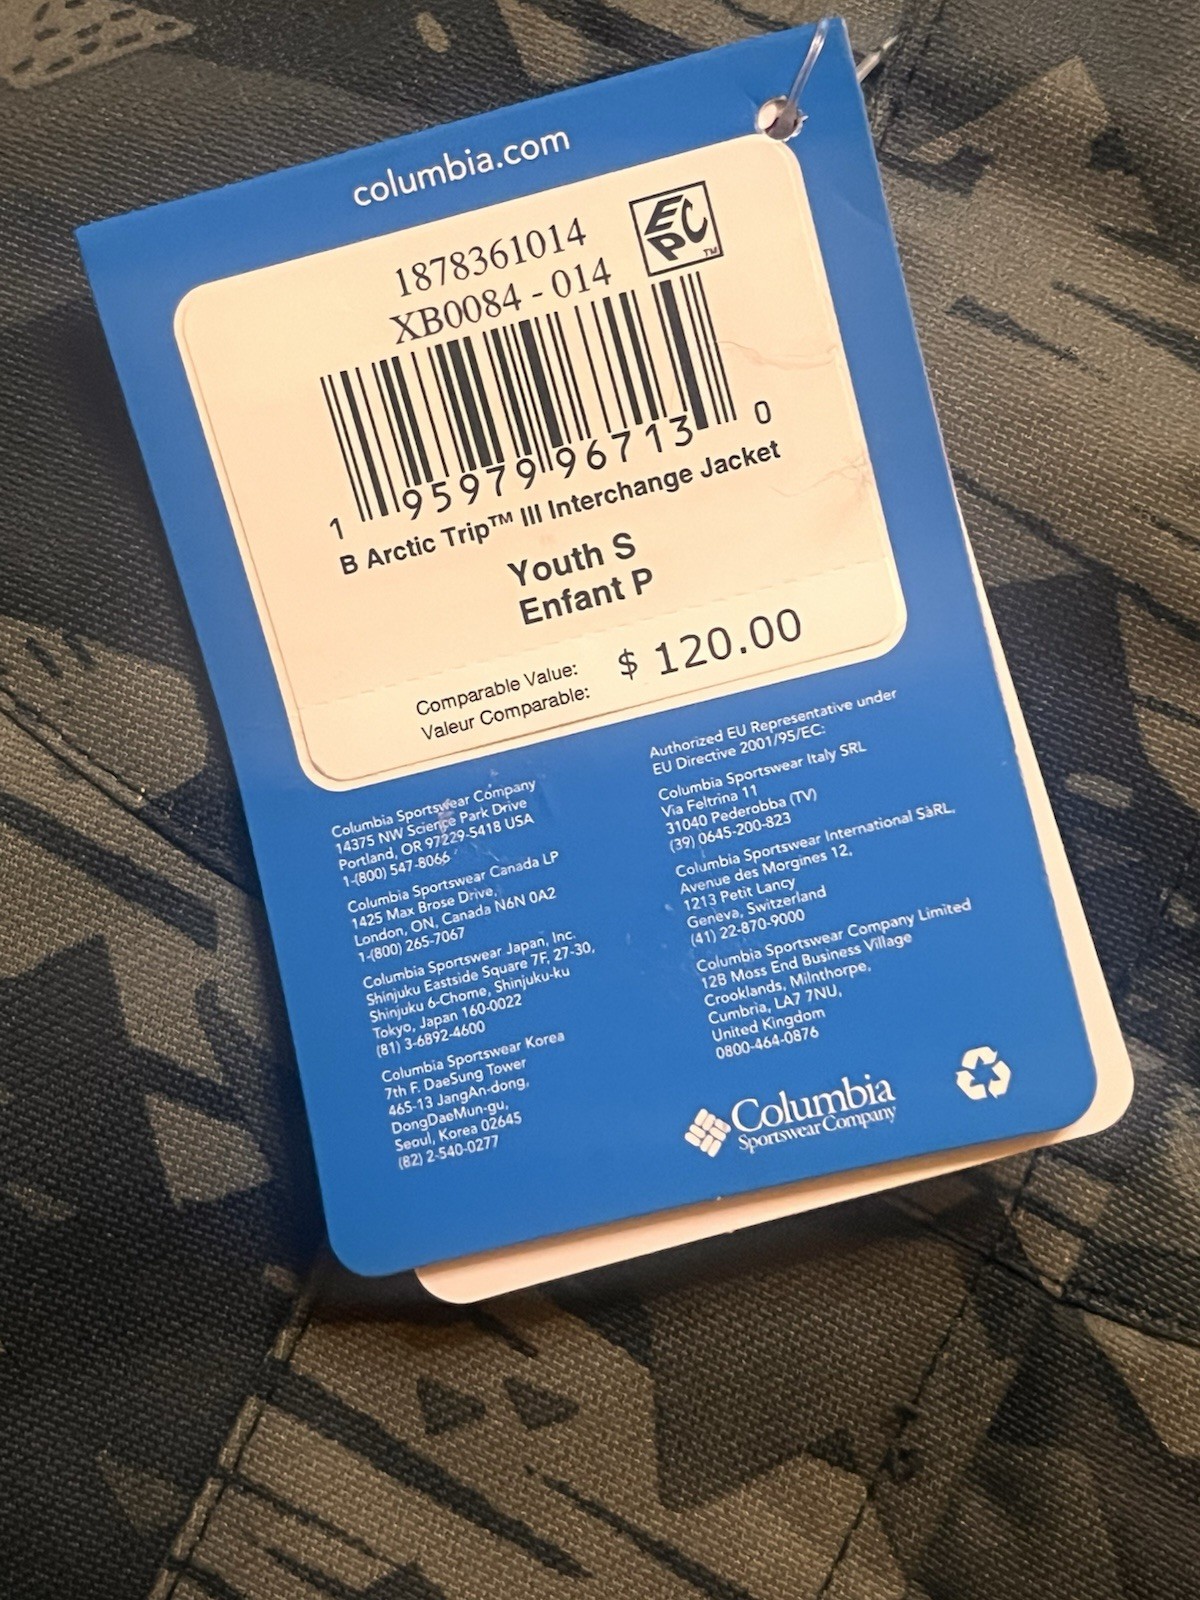 columbia.com
1878361014
XB0084 - 014
EPC™
1 95979 96713 0
B Arctic Trip™ III Interchange Jacket
Youth S
Enfant P
Comparable Value: $ 120.00
Valeur Comparable:
Columbia Sportswear Company
14375 NW Science Park Drive
Portland, OR 97229-5418 USA
1-(800) 547-8066
Columbia Sportswear Canada LP
1425 Max Brose Drive,
London, ON, Canada N6N 0A2
1-(800) 265-7067
Columbia Sportswear Japan, Inc.
Shinjuku Eastside Square 7F, 27-30,
Shinjuku 6-Chome, Shinjuku-ku
Tokyo, Japan 160-0022
(81) 3-6892-4600
Columbia Sportswear Korea
7th F. DaeSung Tower
465-13 JangAn-dong,
DongDaeMun-gu,
Seoul, Korea 02645
(82) 2-540-0277
Authorized EU Representative under
EU Directive 2001/95/EC:
Columbia Sportswear Italy SRL
Via Feltrina 11
31040 Pederobba (TV)
(39) 0645-200-823
Columbia Sportswear International SàRL,
Avenue des Morgines 12,
1213 Petit Lancy
Geneva, Switzerland
(41) 22-870-9000
Columbia Sportswear Company Limited
12B Moss End Business Village
Crooklands, Milnthorpe,
Cumbria, LA7 7NU,
United Kingdom
0800-464-0876
Columbia
Sportswear Company